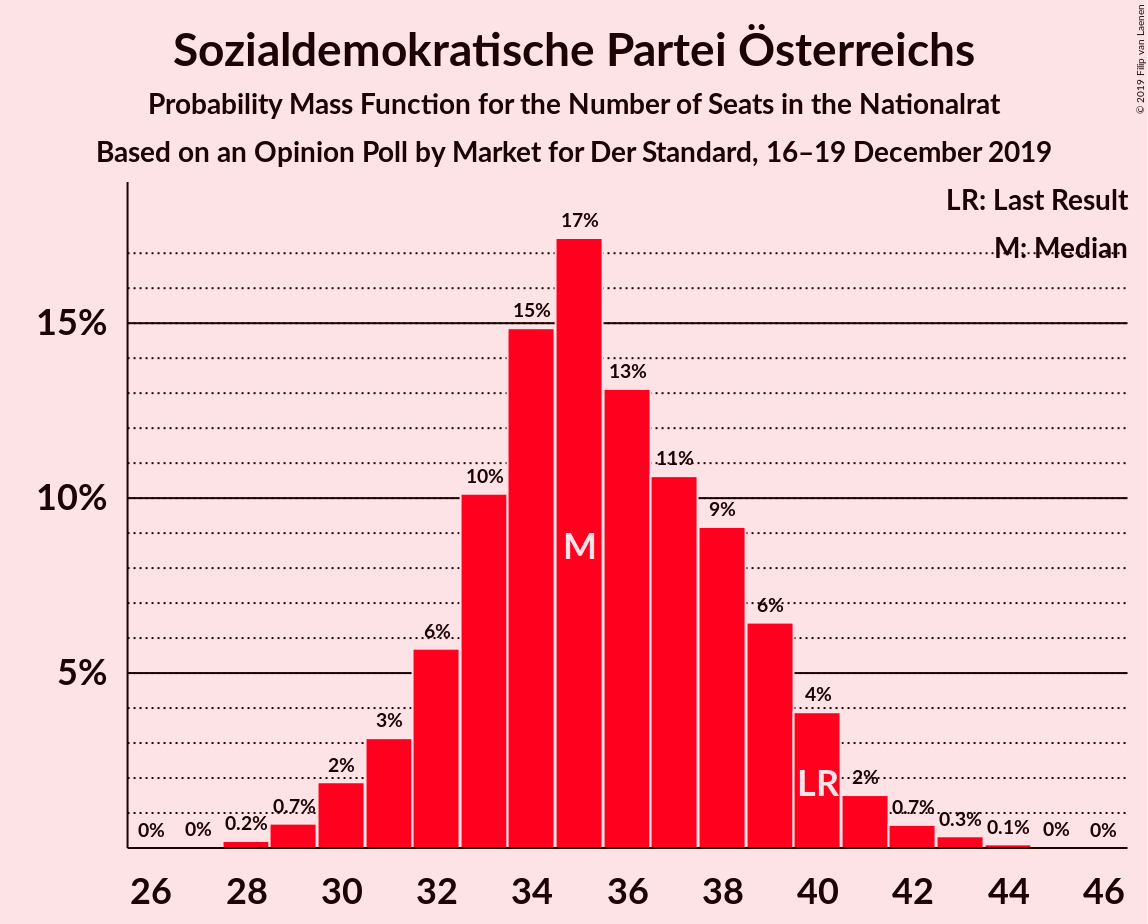 Sozialdemokratische Partei Österreichs
Probability Mass Function for the Number of Seats in the Nationalrat
Based on an Opinion Poll by Market for Der Standard, 16–19 December 2019
© 2019 Filip van Laenen
LR: Last Result
M: Median
15%
10%
5%
0%
0%
0.2%
0.7%
2%
3%
6%
10%
15%
17%
13%
11%
9%
6%
4%
2%
0.7%
0.3%
0.1%
0%
0%
M
LR
26 28 30 32 34 36 38 40 42 44 46